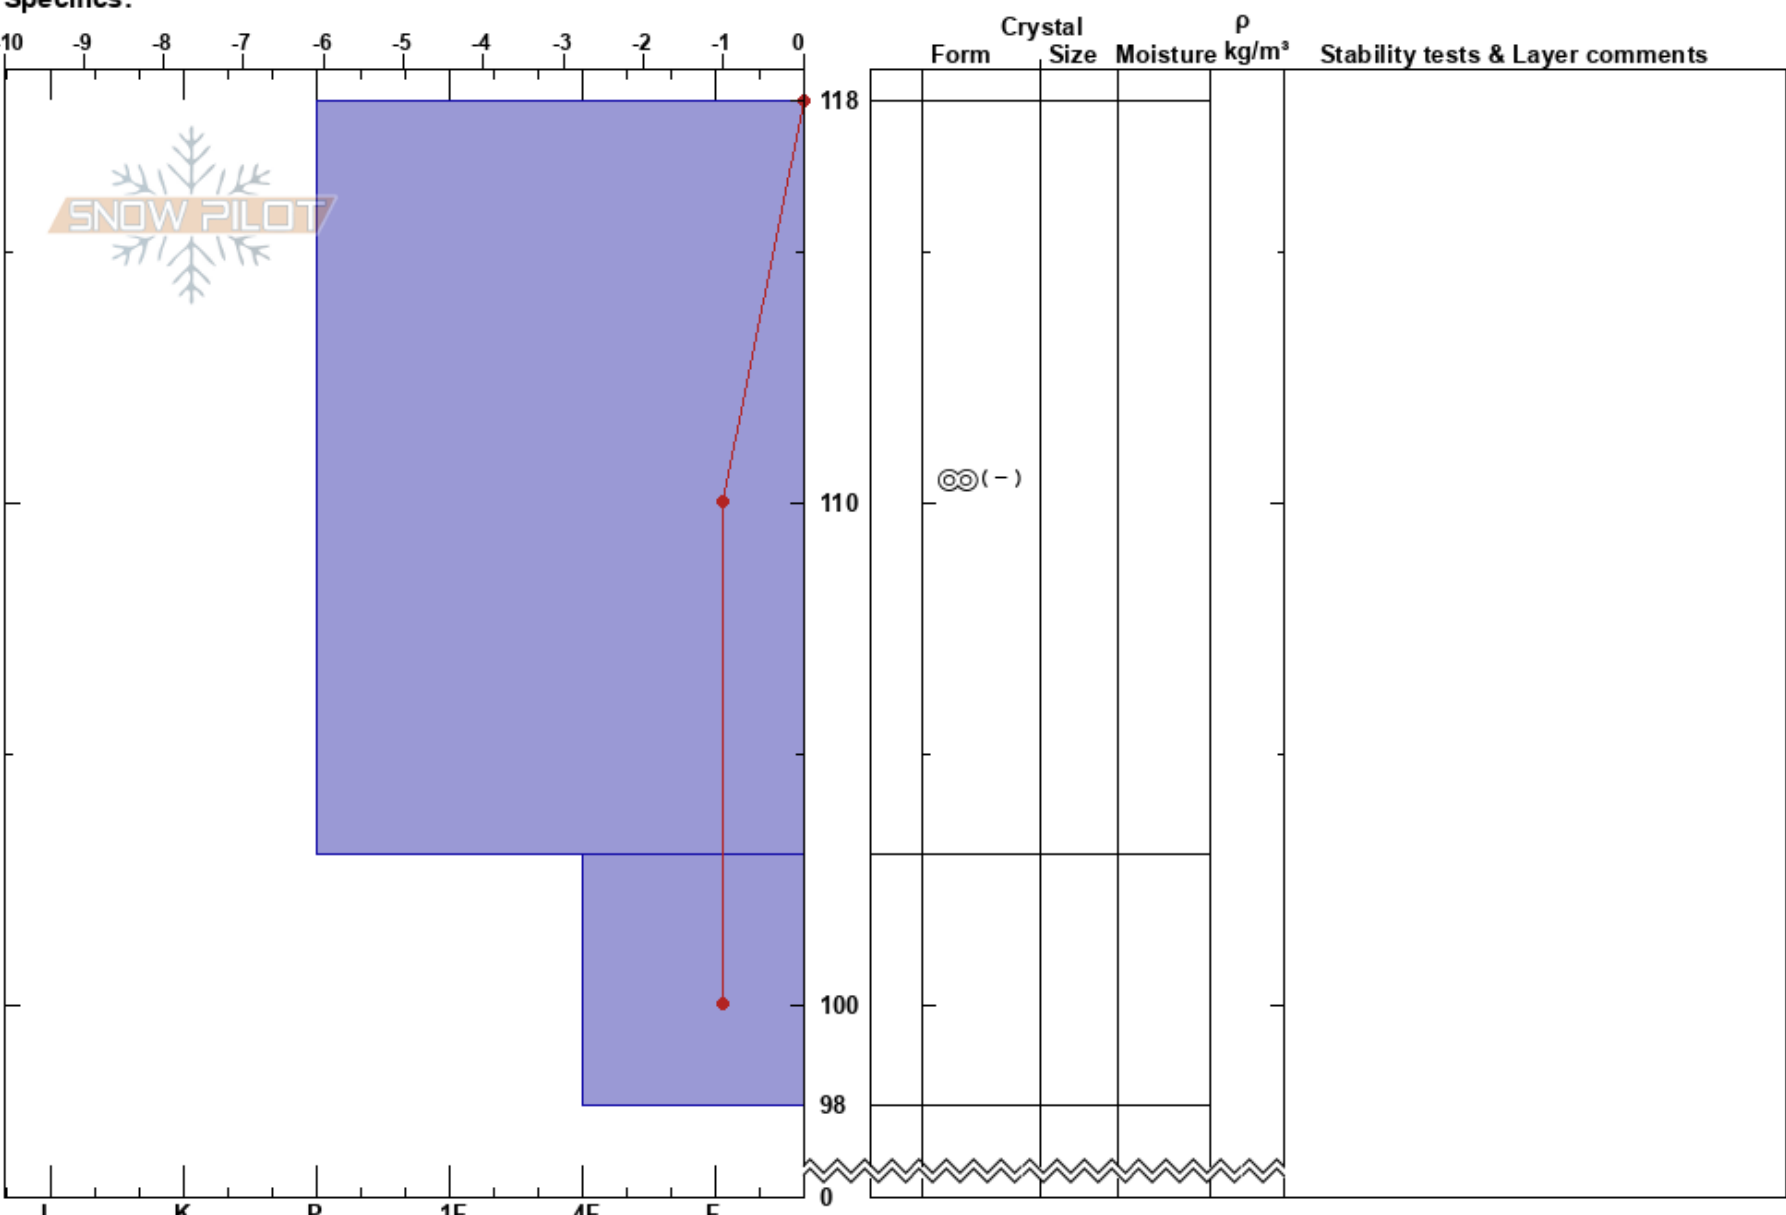 Specifics:
-10 -9 -8 -7 -6 -5 -4 -3 -2 -1 0
Crystal
ρ
Form Size Moisture kg/m³ Stability tests & Layer comments
118
SNOW PILOT
(-)
110
100
98
0
I K P 1F 4F F